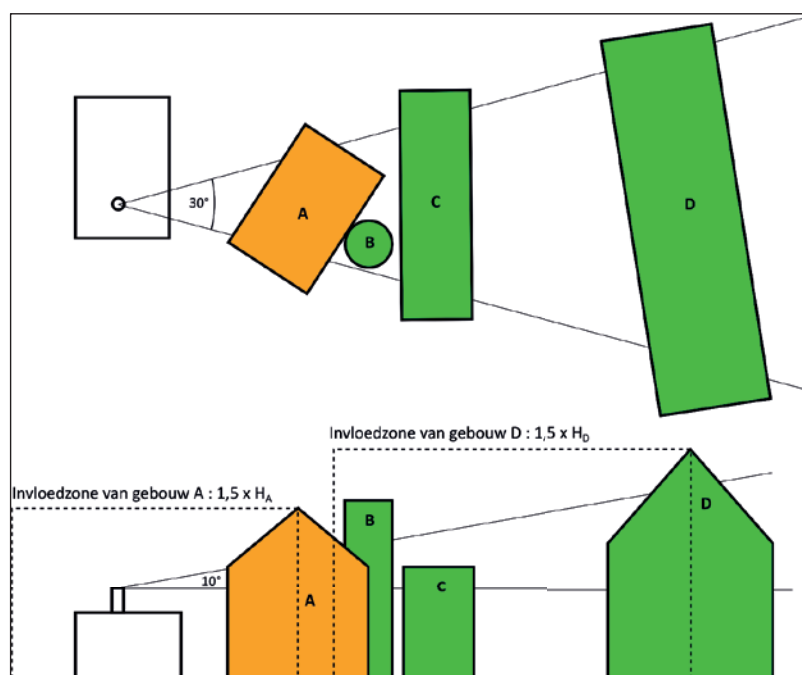 30°
A
B
C
D
Invloedzone van gebouw D : 1,5 x H_D
Invloedzone van gebouw A : 1,5 x H_A
B
D
10°
A
C